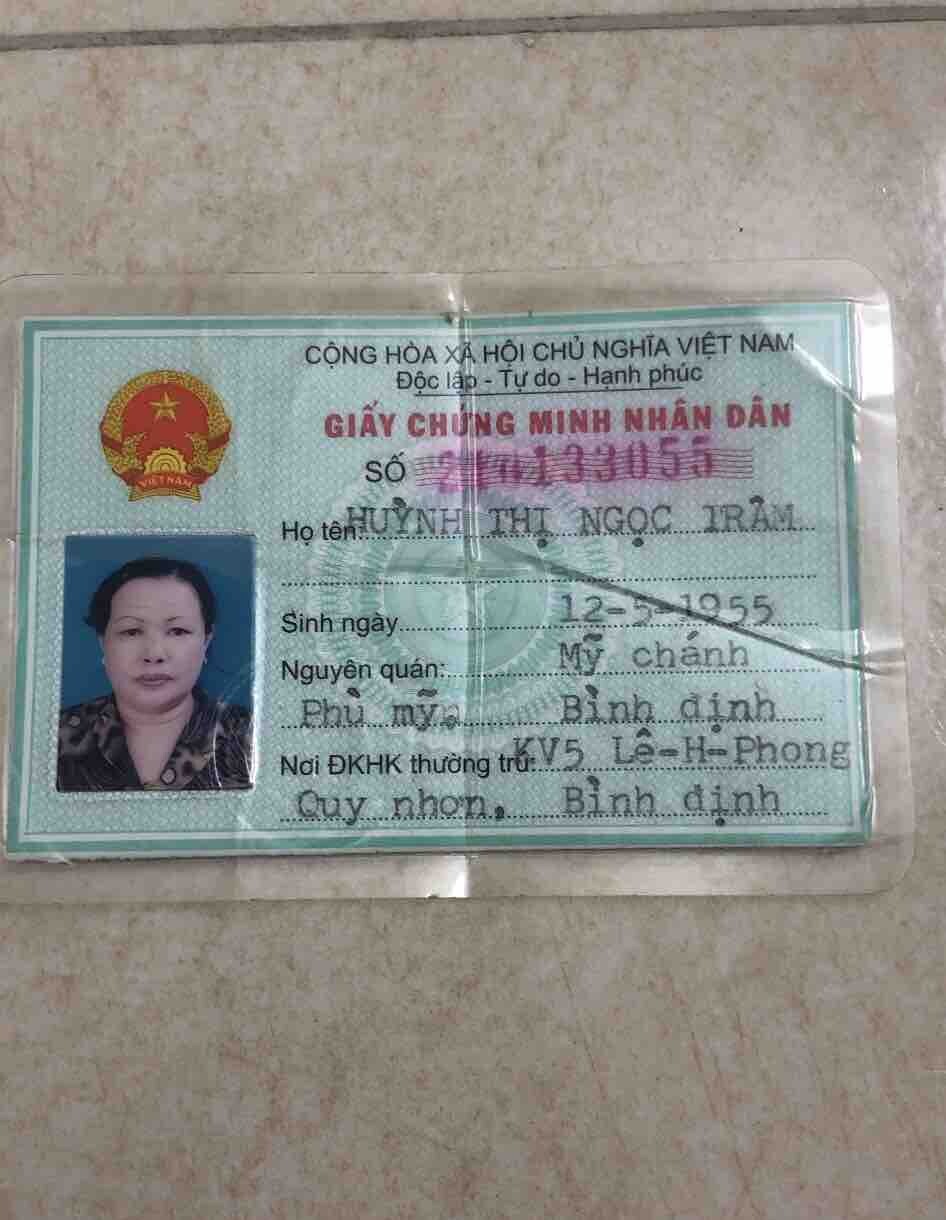 CỘNG HÒA XÃ HỘI CHỦ NGHĨA VIỆT NAM
Độc lập - Tự do - Hạnh phúc
GIẤY CHỨNG MINH NHÂN DÂN
SỐ 210133055
VIỆT NAM
Họ tên: HUỲNH THỊ NGỌC TRÂM
Sinh ngày 12-5-1955
Nguyên quán: Mỹ chánh
Phù mỹ, Bình định
Nơi ĐKHK thường trú: KV5 Lê-H-Phong
Quy nhơn, Bình định